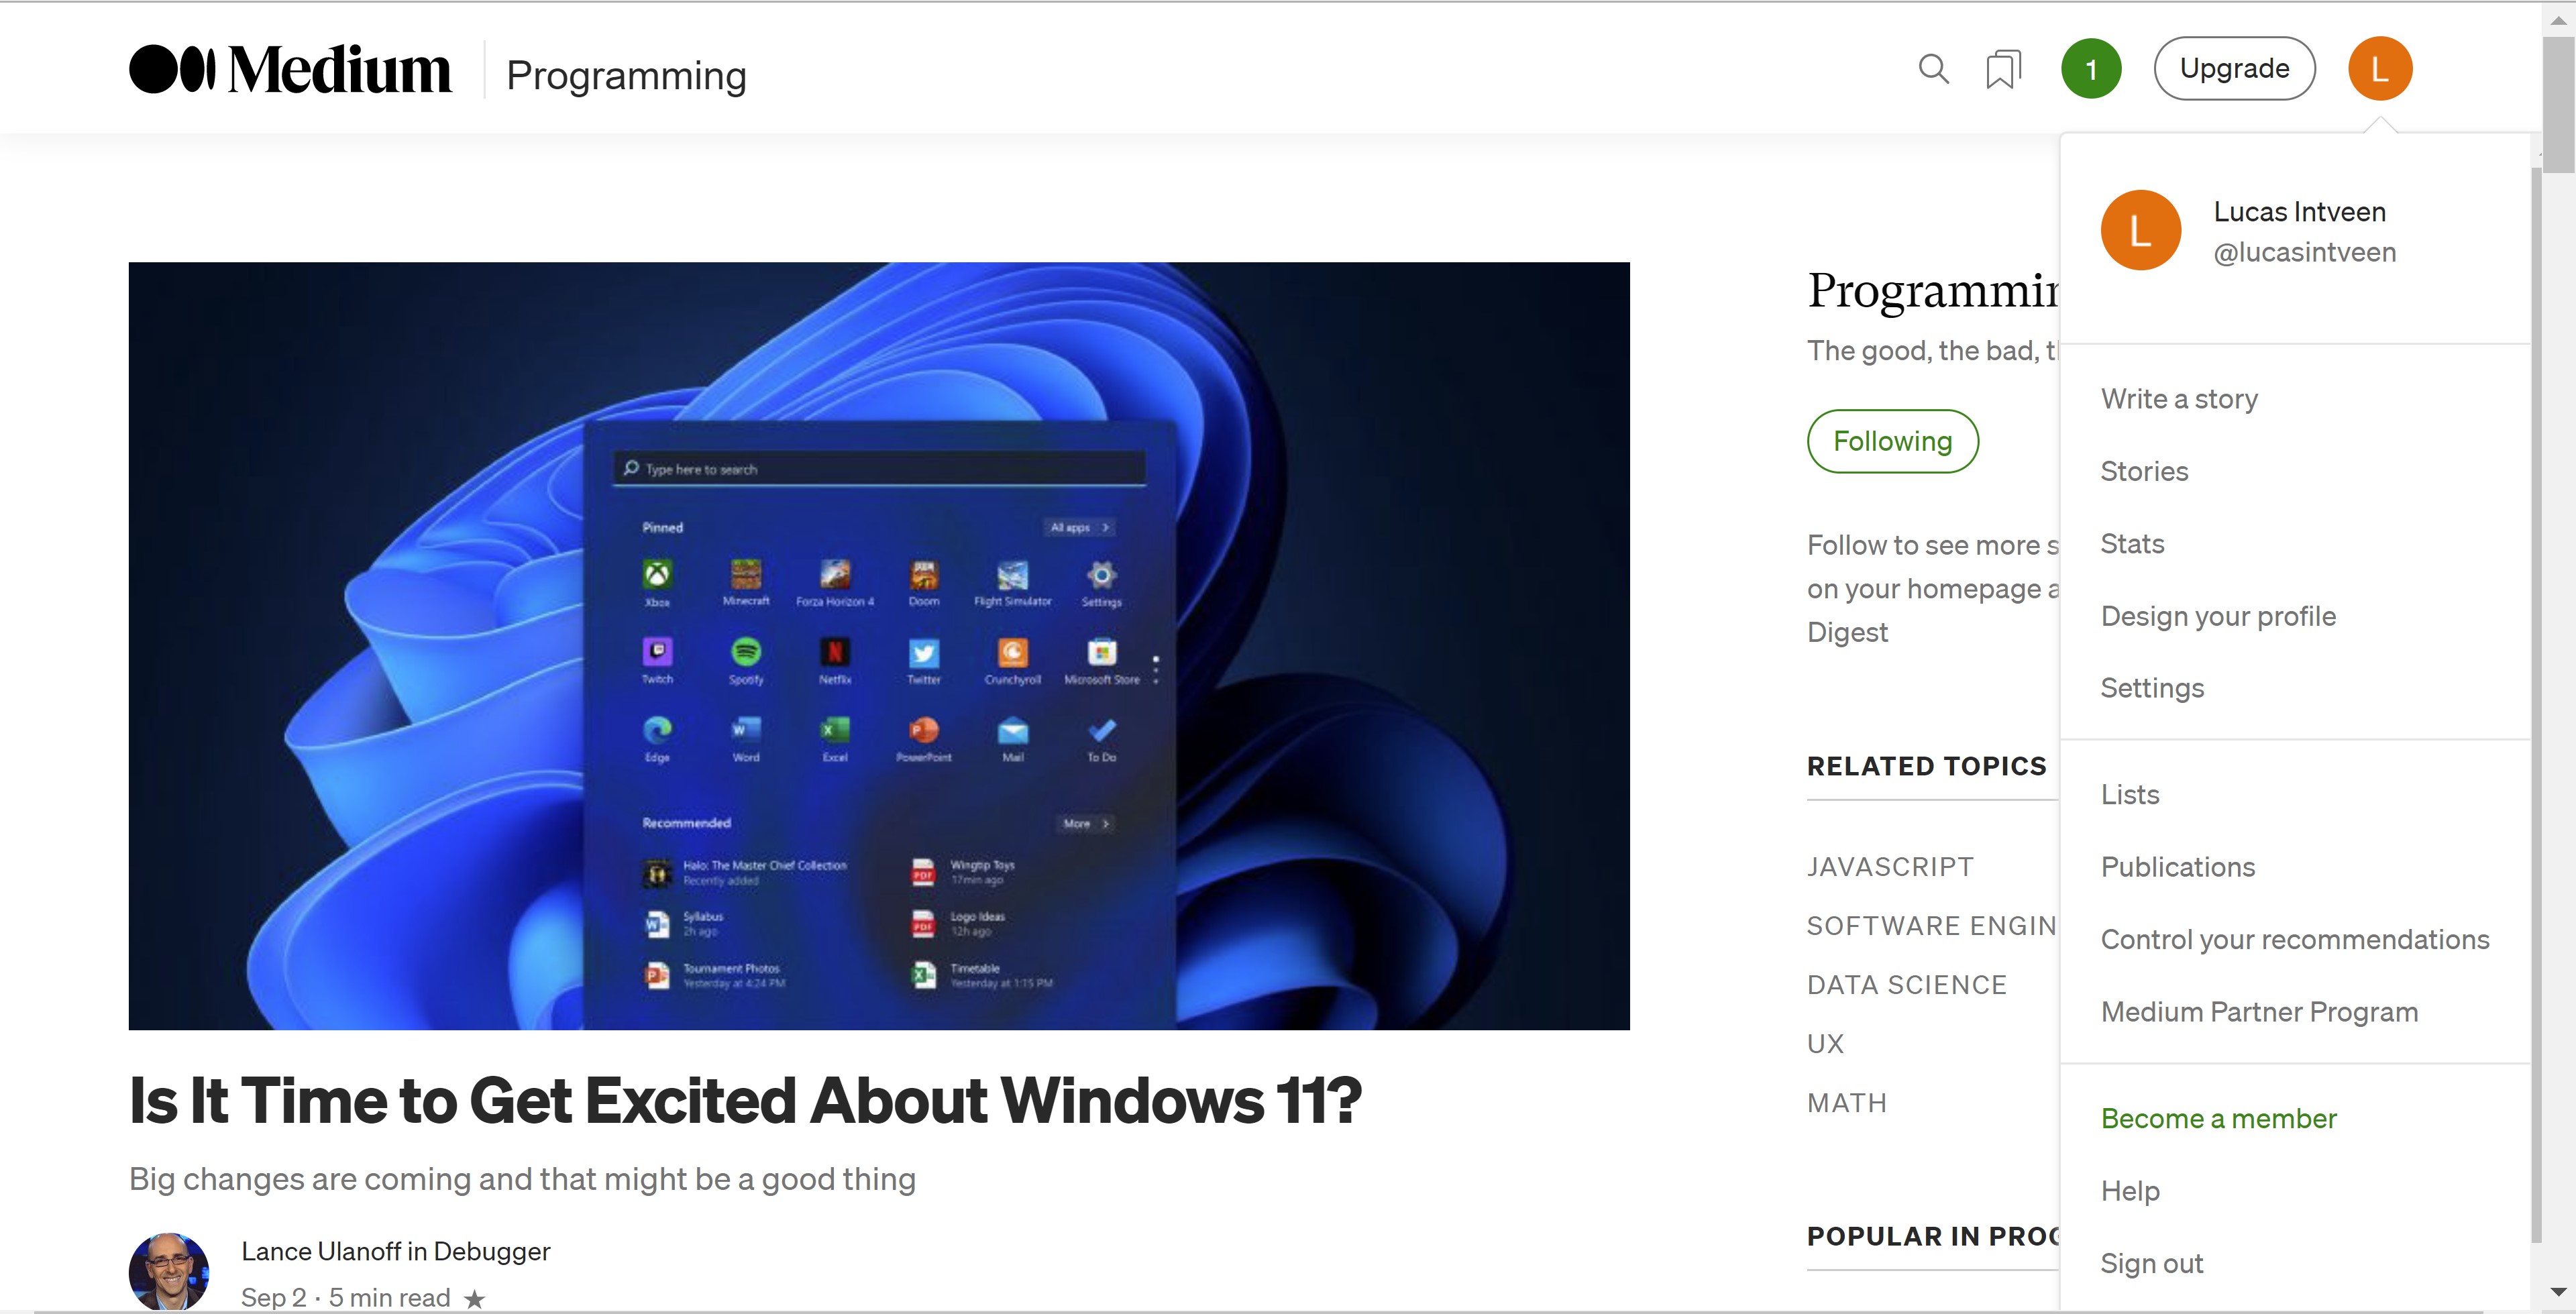 Medium
Programming
1
Upgrade
L
L
Lucas Intveen
@lucasintveen
Write a story
Stories
Stats
Design your profile
Settings
Lists
Publications
Control your recommendations
Medium Partner Program
Become a member
Help
Sign out
Type here to search
Pinned
All apps >
Xbox Minecraft Forza Horizon 4 Doom Flight Simulator Settings
Twitch Spotify Netflix Twitter Crunchyroll Microsoft Store
Edge Word Excel PowerPoint Mail To Do
Recommended
More >
Halo: The Master Chief Collection
Recently added
Wingtip Toys
17min ago
Syllabus
2h ago
Logo Ideas
12h ago
Tournament Photos
Yesterday at 4:24 PM
Timetable
Yesterday at 1:15 PM
Is It Time to Get Excited About Windows 11?
Big changes are coming and that might be a good thing
Lance Ulanoff in Debugger
Sep 2 · 5 min read ★
Programmin
The good, the bad, t
Following
Follow to see more s
on your homepage a
Digest
RELATED TOPICS
JAVASCRIPT
SOFTWARE ENGIN
DATA SCIENCE
UX
MATH
POPULAR IN PROG